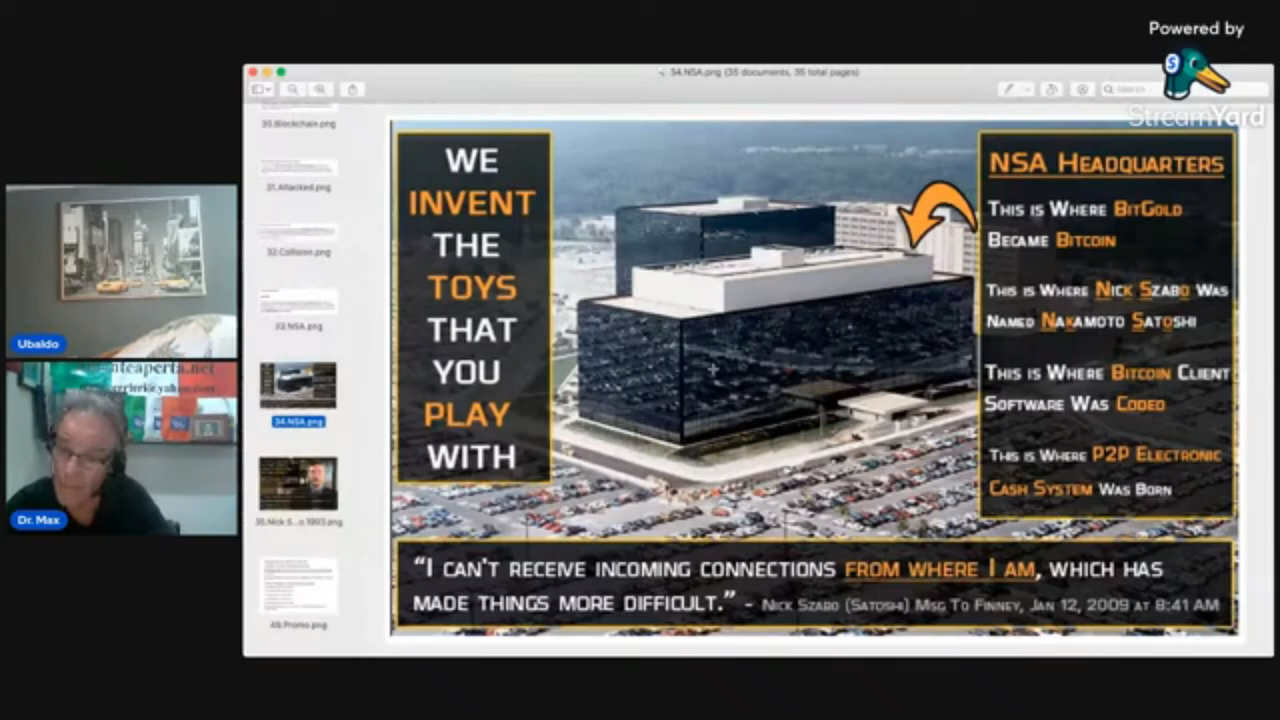 Powered by
StreamYard
34.NSA.png (35 documents, 35 total pages)
Search
30.Blockchain.png
31.Attacked.png
32.Collision.png
33.NSA.png
34.NSA.png
35.Nick S...o.1993.png
49.Promo.png
Ubaldo
Dr. Max
WE
INVENT
THE
TOYS
THAT
YOU
PLAY
WITH
NSA HEADQUARTERS
THIS IS WHERE BITGOLD
BECAME BITCOIN
THIS IS WHERE NICK SZABO WAS
NAMED NAKAMOTO SATOSHI
THIS IS WHERE BITCOIN CLIENT
SOFTWARE WAS CODED
THIS IS WHERE P2P ELECTRONIC
CASH SYSTEM WAS BORN
“I CAN'T RECEIVE INCOMING CONNECTIONS FROM WHERE I AM, WHICH HAS
MADE THINGS MORE DIFFICULT.” - NICK SZABO (SATOSHI) MSG TO FINNEY, JAN 12, 2009 AT 8:41 AM